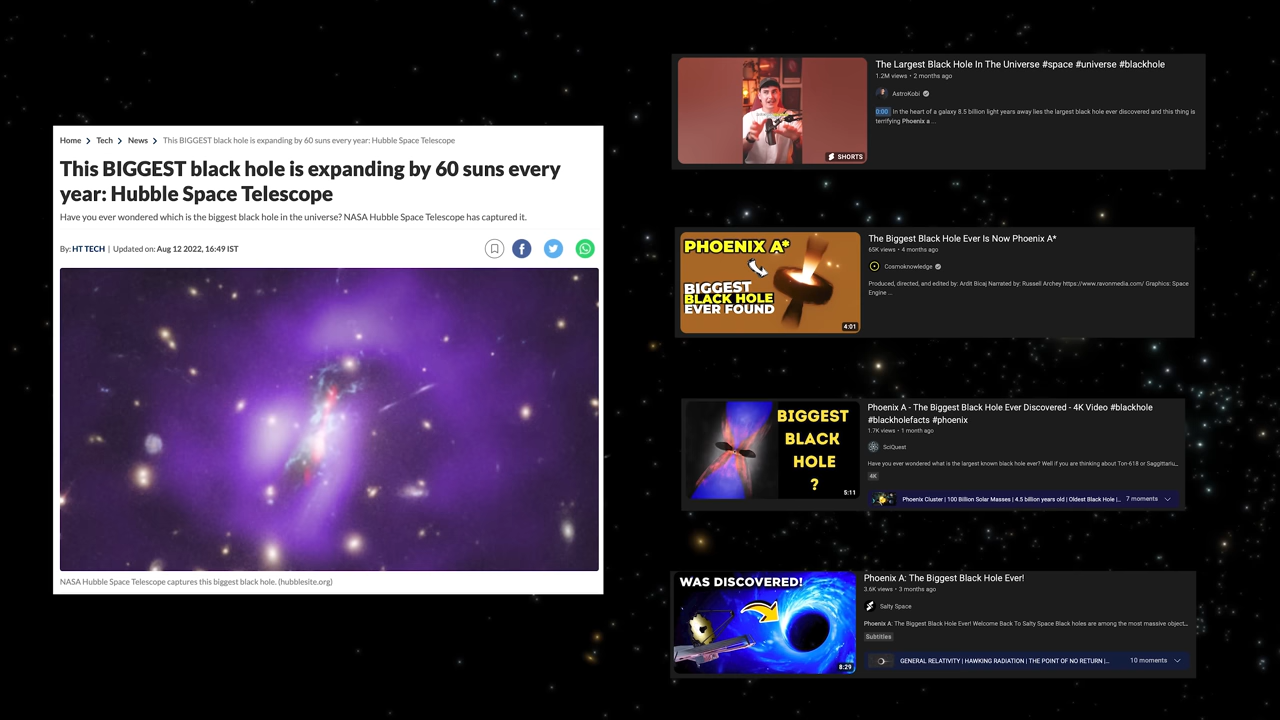 Home > Tech > News > This BIGGEST black hole is expanding by 60 suns every year: Hubble Space Telescope
This BIGGEST black hole is expanding by 60 suns every
year: Hubble Space Telescope
Have you ever wondered which is the biggest black hole in the universe? NASA Hubble Space Telescope has captured it.
By: HT TECH | Updated on: Aug 12 2022, 16:49 IST
NASA Hubble Space Telescope captures this biggest black hole. (hubblesite.org)
SHORTS
The Largest Black Hole In The Universe #space #universe #blackhole
1.2M views • 2 months ago
AstroKobi
0:00 In the heart of a galaxy 8.5 billion light years away lies the largest black hole ever discovered and this thing is
terrifying Phoenix a ...
PHOENIX A*
BIGGEST
BLACK HOLE
EVER FOUND
4:01
The Biggest Black Hole Ever Is Now Phoenix A*
65K views • 4 months ago
Cosmoknowledge
Produced, directed, and edited by: Ardit Bicaj Narrated by: Russell Archey https://www.ravonmedia.com/ Graphics: Space
Engine ...
BIGGEST
BLACK
HOLE
?
5:11
Phoenix A - The Biggest Black Hole Ever Discovered - 4K Video #blackhole
#blackholefacts #phoenix
1.7K views • 1 month ago
SciQuest
Have you ever wondered what is the largest known black hole ever? Well if you are thinking about Ton-618 or Saggittariu...
4K
Phoenix Cluster | 100 Billion Solar Masses | 4.5 billion years old | Oldest Black Hole |... 7 moments
WAS DISCOVERED!
8:29
Phoenix A: The Biggest Black Hole Ever!
3.6K views • 3 months ago
Salty Space
Phoenix A: The Biggest Black Hole Ever! Welcome Back To Salty Space Black holes are among the most massive object...
Subtitles
GENERAL RELATIVITY | HAWKING RADIATION | THE POINT OF NO RETURN |... 10 moments